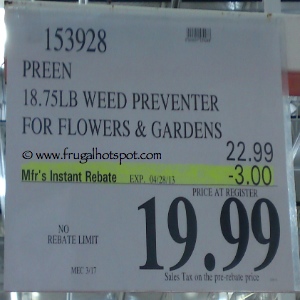 153928
PREEN
18.75LB WEED PREVENTER
FOR FLOWERS & GARDENS
www.frugalhotspot.com
22.99
Mfr's Instant Rebate EXP. 04/28/13 -3.00
PRICE AT REGISTER
19.99
NO
REBATE LIMIT
MEC 3/17
Sales Tax on the pre-rebate price